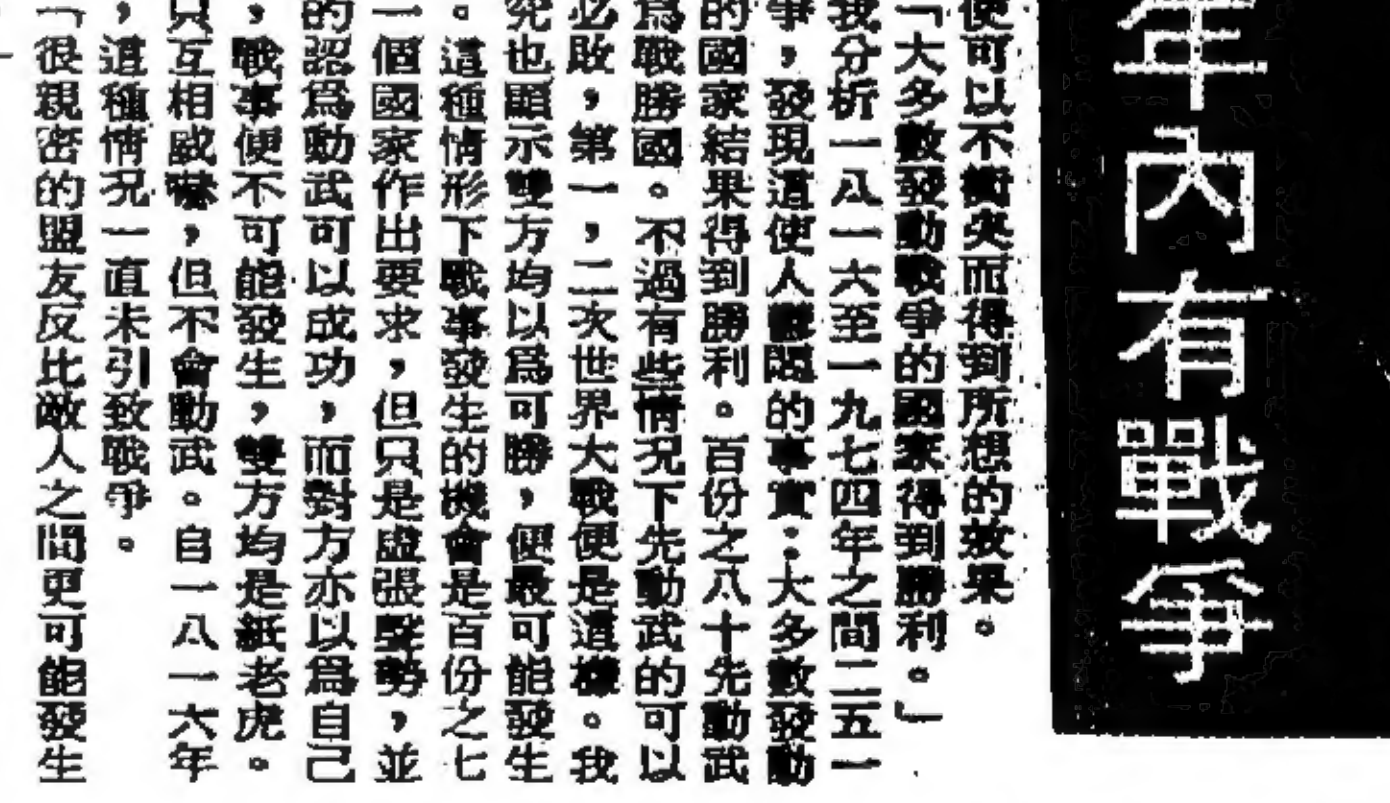 年內有戰爭
便可以不衝突而得到所想的效果。
「大多數發動戰爭的國家得到勝利。」
我分析一八一六至一九七四年之間二五一
爭，發現這使人的事實：大多數發動
的國家結果得到勝利。百份之八十先動武
爲戰勝國。不過有些情況下先動武的可以
必敗，第一，二次世界大戰便是這樣。我
究也顯示雙方均以爲可勝，便最可能發生
。這種情形下戰事發生的機會是百份之七
一個國家作出要求，但只是虛張聲勢，並
的認爲動武可以成功，而對方亦以爲自己
，戰事便不可能發生，雙方均是紙老虎。
只互相威嚇，但不會動武。自一八一六年
，這種情況一直未引致戰爭。
「很親密的盟友反比敵人之間更可能發生